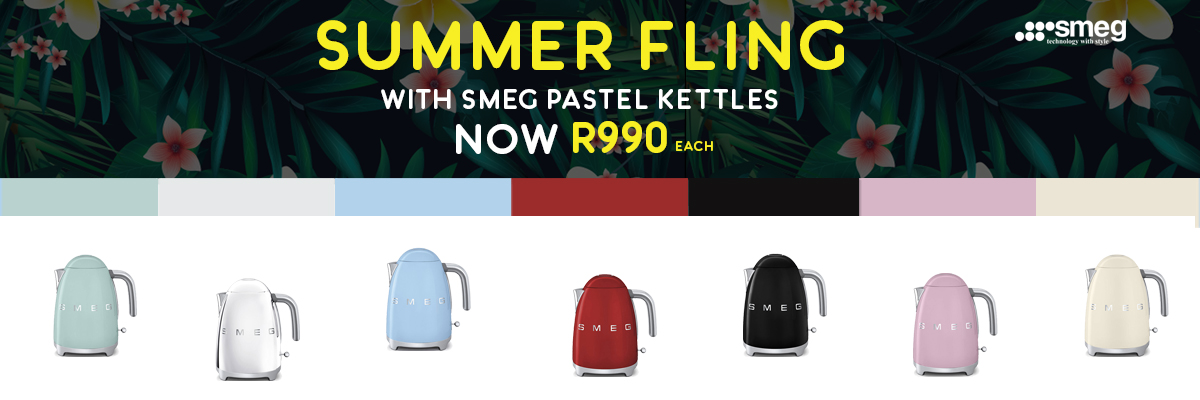 SUMMER FLING
smeg
technology with style
WITH SMEG PASTEL KETTLES
NOW R990 EACH
SMEG
SMEG
SMEG
SMEG
SMEG
SMEG
SMEG